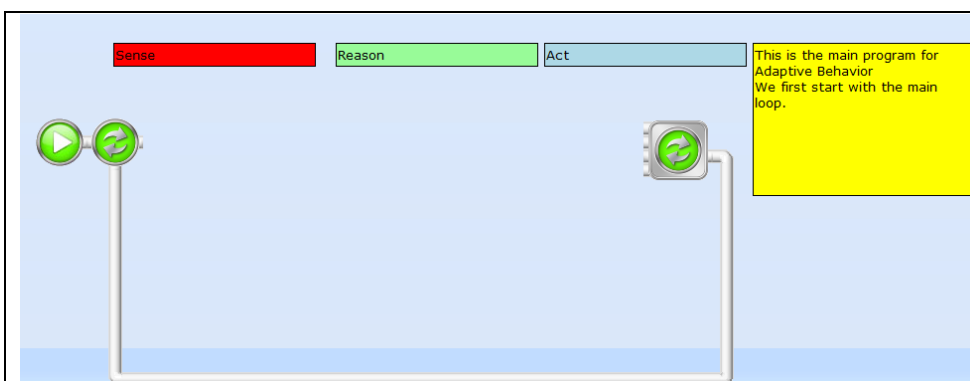 Sense
Reason
Act
This is the main program for
Adaptive Behavior
We first start with the main
loop.